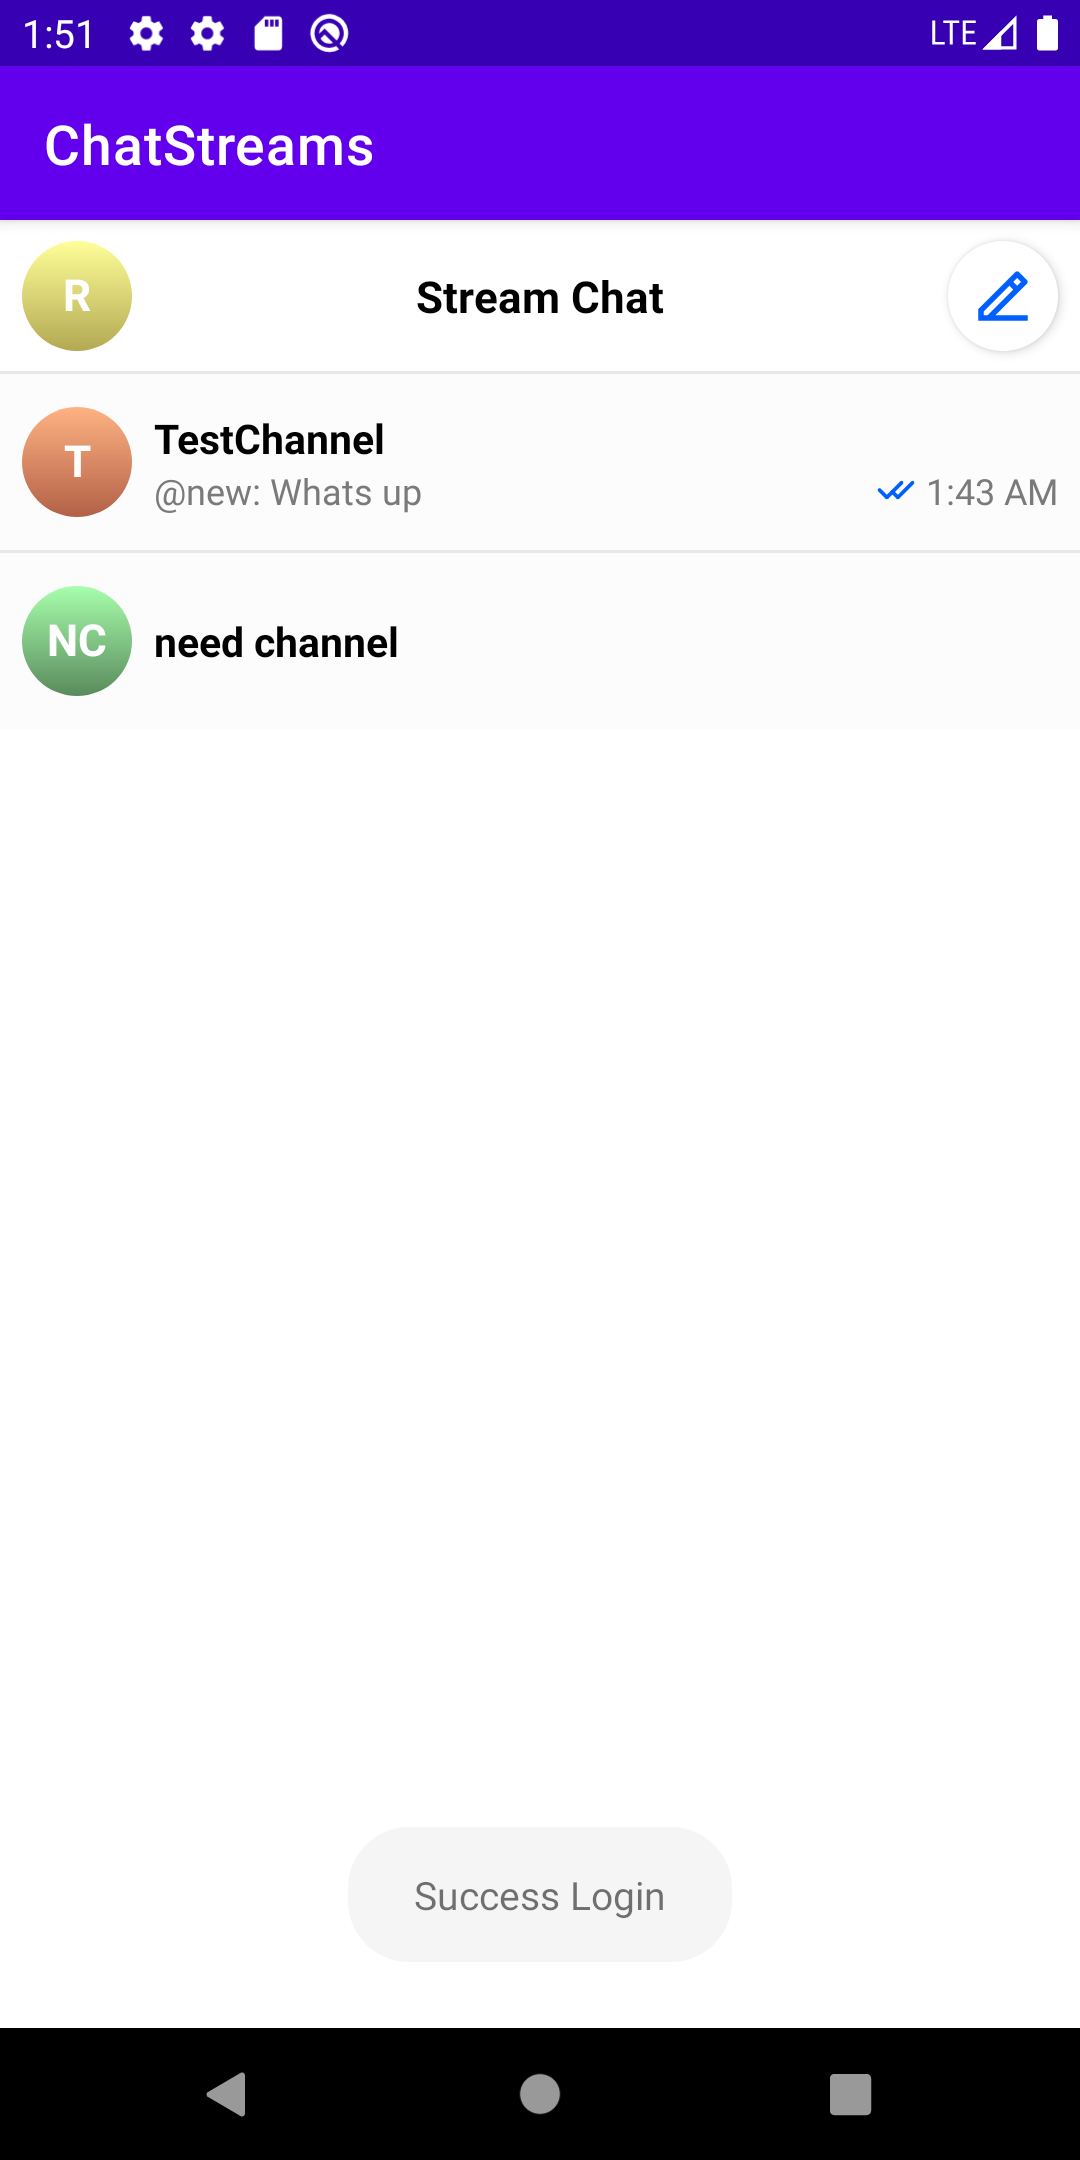 1:51 LTE
ChatStreams
R Stream Chat
T TestChannel
@new: Whats up 1:43 AM
NC need channel
Success Login